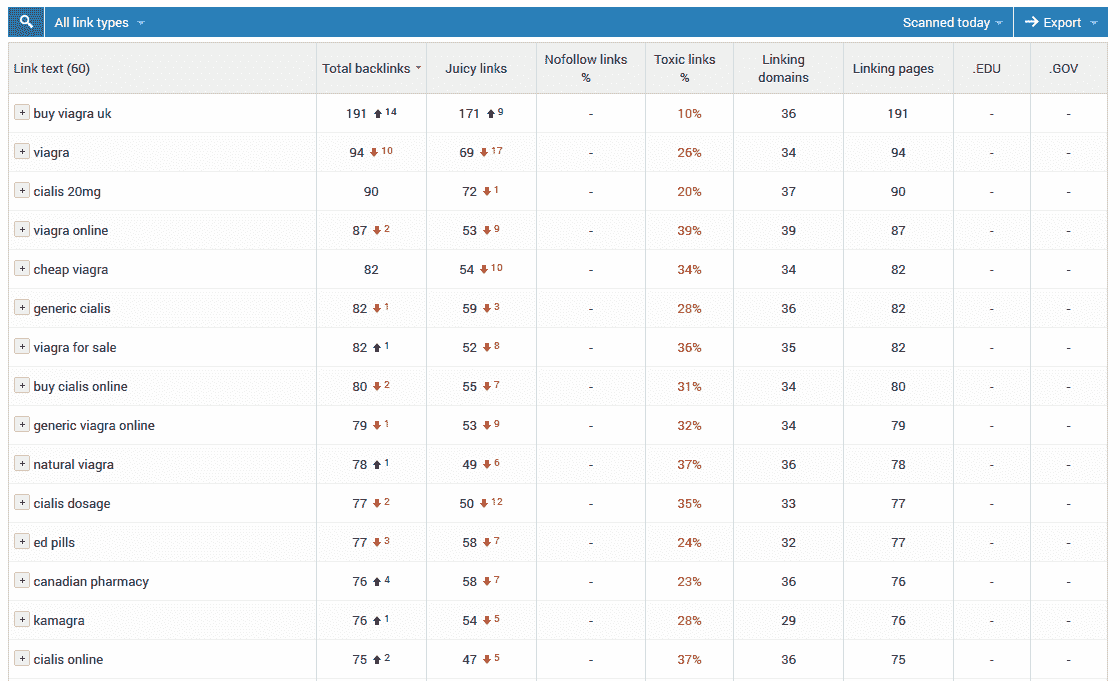 All link types Scanned today Export
Link text (60) Total backlinks Juicy links Nofollow links % Toxic links % Linking domains Linking pages .EDU .GOV
+ buy viagra uk 191 14 171 9 - 10% 36 191 - -
+ viagra 94 10 69 17 - 26% 34 94 - -
+ cialis 20mg 90 72 1 - 20% 37 90 - -
+ viagra online 87 2 53 9 - 39% 39 87 - -
+ cheap viagra 82 54 10 - 34% 34 82 - -
+ generic cialis 82 1 59 3 - 28% 36 82 - -
+ viagra for sale 82 1 52 8 - 36% 35 82 - -
+ buy cialis online 80 2 55 7 - 31% 34 80 - -
+ generic viagra online 79 1 53 9 - 32% 34 79 - -
+ natural viagra 78 1 49 6 - 37% 36 78 - -
+ cialis dosage 77 2 50 12 - 35% 33 77 - -
+ ed pills 77 3 58 7 - 24% 32 77 - -
+ canadian pharmacy 76 4 58 7 - 23% 36 76 - -
+ kamagra 76 1 54 5 - 28% 29 76 - -
+ cialis online 75 2 47 5 - 37% 36 75 - -